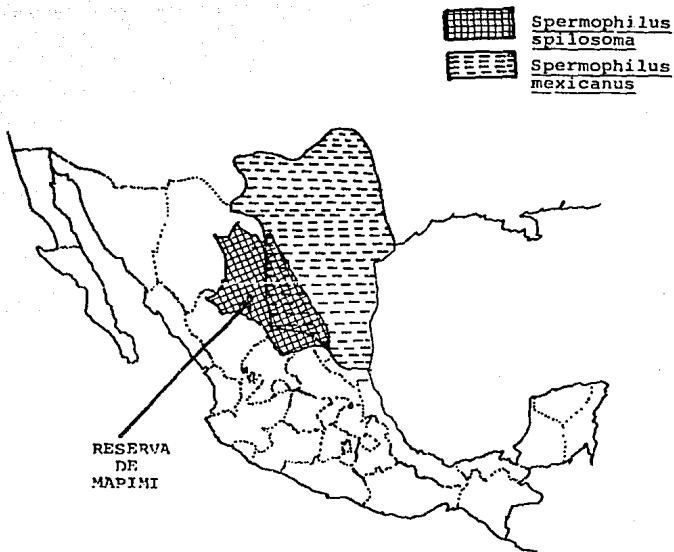 Spermophilus
spilosoma
Spermophilus
mexicanus
RESERVA
DE
MAPIMI